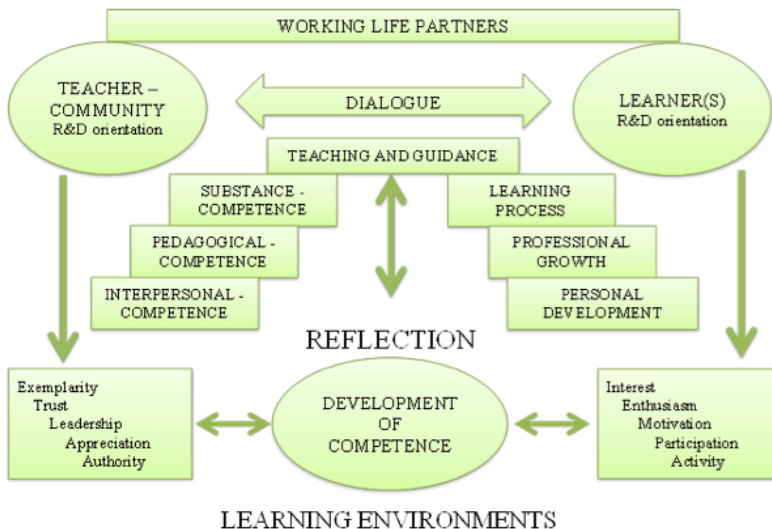 WORKING LIFE PARTNERS
TEACHER –
COMMUNITY
R&D orientation
DIALOGUE
LEARNER(S)
R&D orientation
TEACHING AND GUIDANCE
SUBSTANCE -
COMPETENCE
LEARNING
PROCESS
PEDAGOGICAL -
COMPETENCE
PROFESSIONAL
GROWTH
INTERPERSONAL -
COMPETENCE
PERSONAL
DEVELOPMENT
REFLECTION
Exemplarity
Trust
Leadership
Appreciation
Authority
DEVELOPMENT
OF
COMPETENCE
Interest
Enthusiasm
Motivation
Participation
Activity
LEARNING ENVIRONMENTS